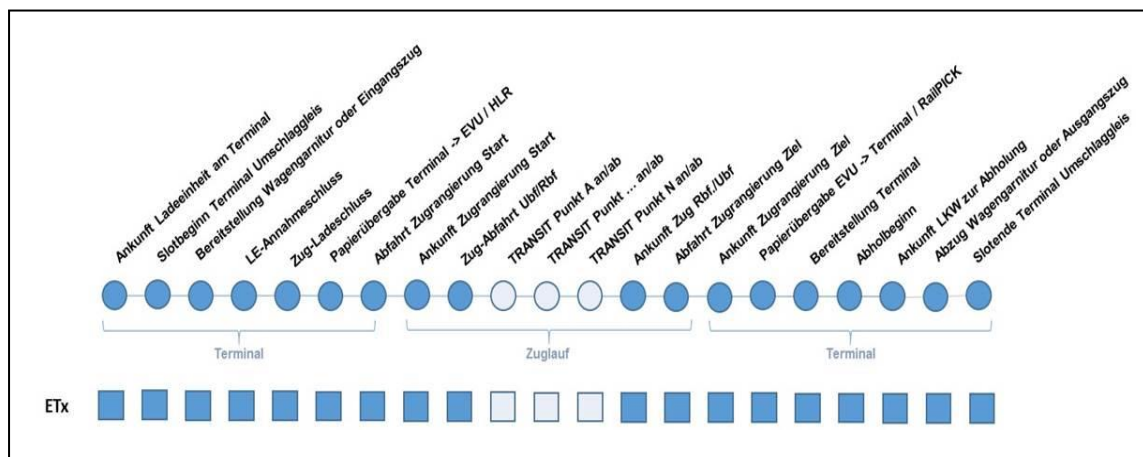 Ankunft Ladeeinheit am Terminal
Slotbeginn Terminal Umschlaggleis
Bereitstellung Wagengarnitur oder Eingangszug
LE-Annahmeschluss
Zug-Ladeschluss
Papierübergabe Terminal -> EVU / HLR
Abfahrt Zugrangierung Start
Ankunft Zugrangierung Start
Zug-Abfahrt Ubf/Rbf
TRANSIT Punkt A an/ab
TRANSIT Punkt ... an/ab
TRANSIT Punkt N an/ab
Ankunft Zug Rbf./Ubf
Abfahrt Zugrangierung Ziel
Ankunft Zugrangierung Ziel
Papierübergabe EVU -> Terminal / RailPICK
Bereitstellung Terminal
Abholbeginn
Ankunft LKW zur Abholung
Abzug Wagengarnitur oder Ausgangszug
Slotende Terminal Umschlaggleis
Terminal
Zuglauf
Terminal
ETx